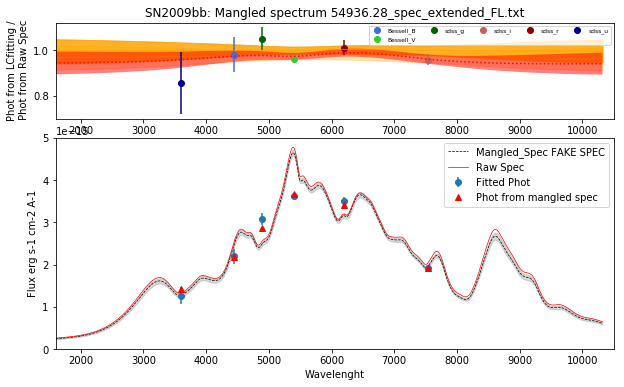 SN2009bb: Mangled spectrum 54936.28_spec_extended_FL.txt
Phot from LCfitting /
Phot from Raw Spec
1.0
0.8
Bessell_B
Bessell_V
sdss_g
sdss_i
sdss_r
sdss_u
2000 3000 4000 5000 6000 7000 8000 9000 10000
Flux erg s-1 cm-2 A-1
5
4
3
2
1
0
Mangled_Spec FAKE SPEC
Raw Spec
Fitted Phot
Phot from mangled spec
2000 3000 4000 5000 6000 7000 8000 9000 10000
Wavelenght